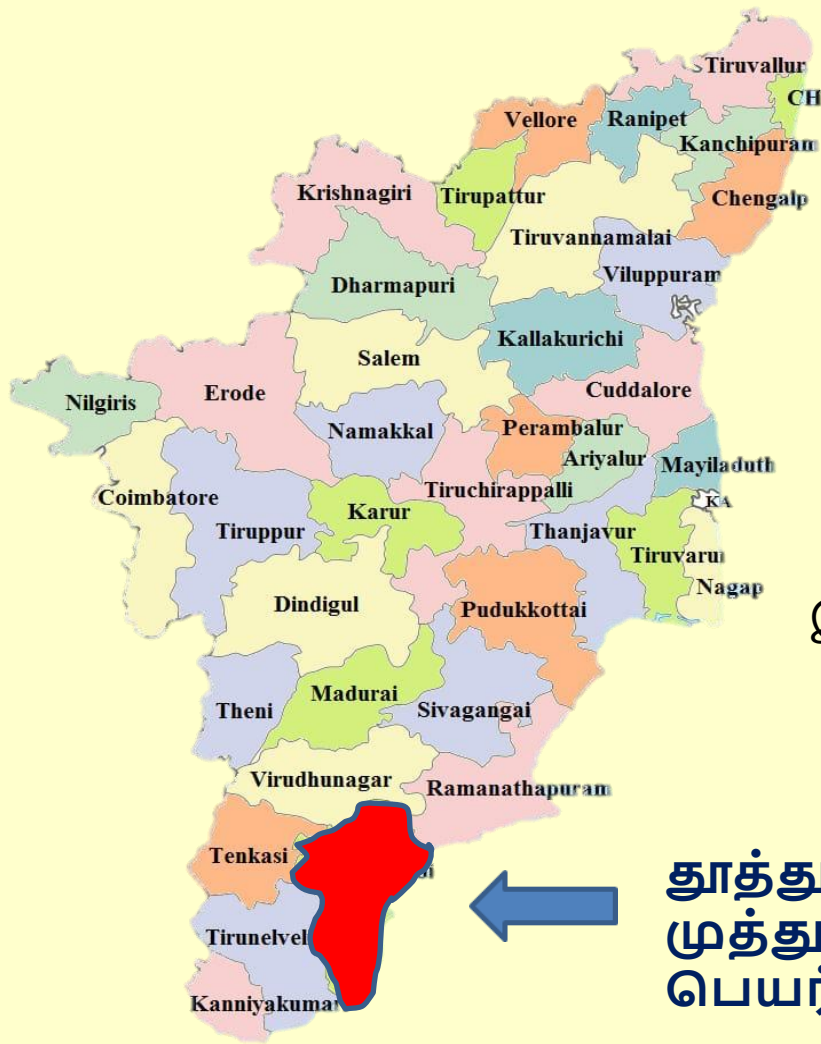 Tiruvallur
CH
Vellore
Ranipet
Kanchipuram
Krishnagiri
Tirupattur
Chengalp
Tiruvannamalai
Viluppuram
Dharmapuri
Kallakurichi
Salem
Cuddalore
Erode
Nilgiris
Namakkal
Perambalur
Ariyalur
Mayiladuth
Tiruchirappalli
Coimbatore
KA
Karur
Tiruppur
Thanjavur
Tiruvaru
Nagap
Dindigul
Pudukkottai
இ
Madurai
Theni
Sivagangai
Virudhunagar
Ramanathapuram
Tenkasi
தூத்து
முத்து
பெயர்
Tirunelvel
Kanniyakumar